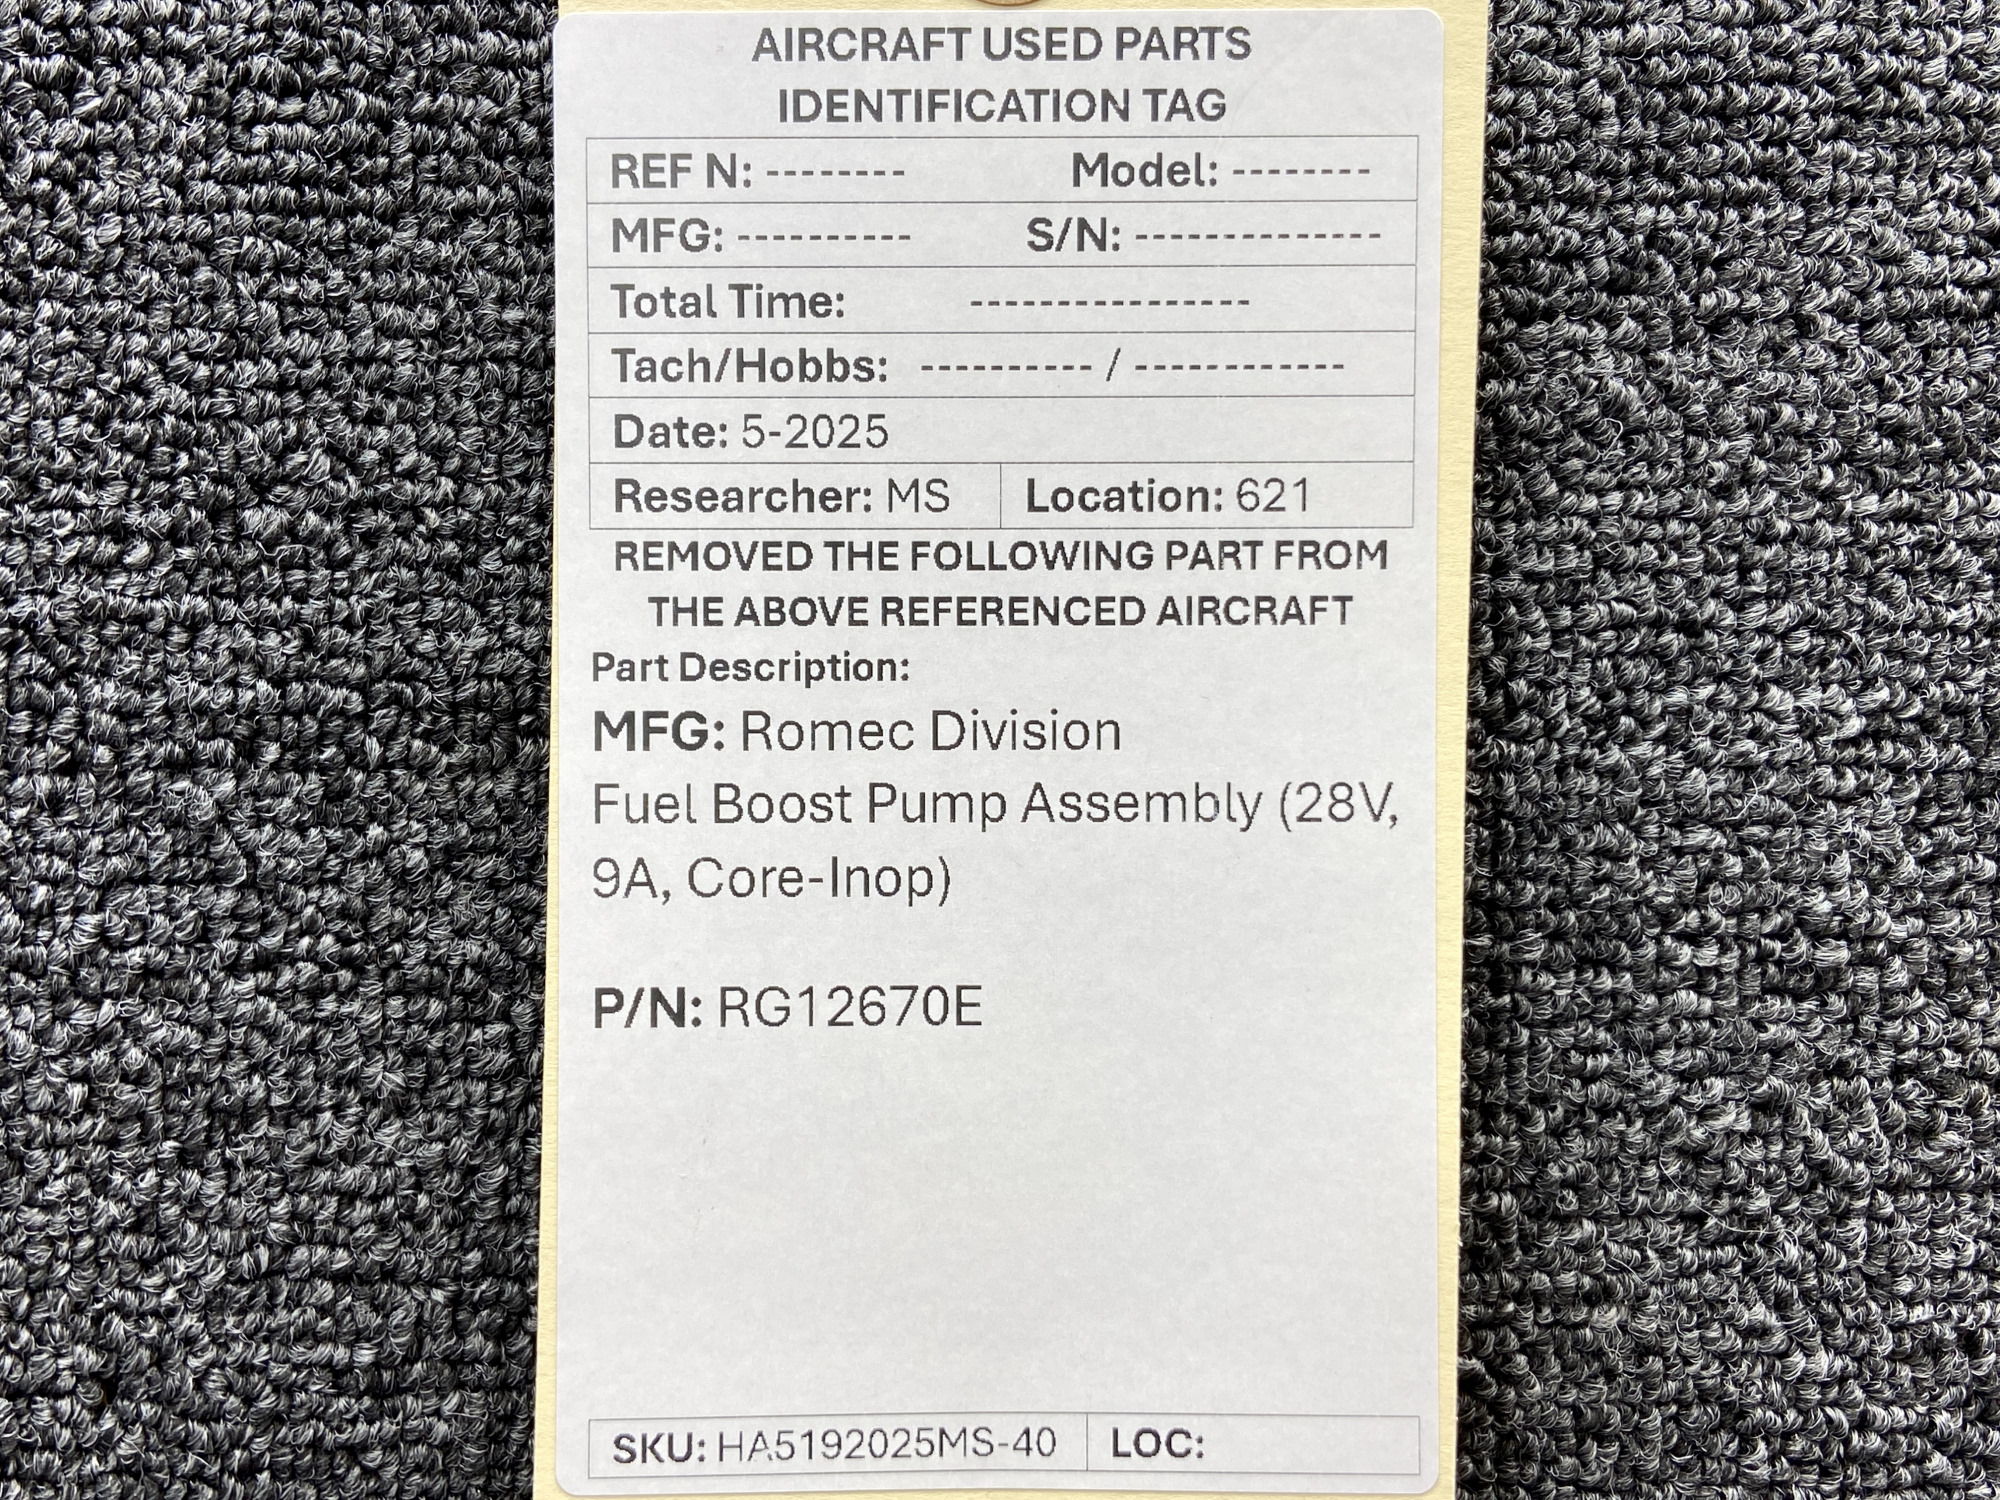 AIRCRAFT USED PARTS
IDENTIFICATION TAG
REF N: -------- Model: --------
MFG: ---------- S/N: --------------
Total Time: ----------------
Tach/Hobbs: ---------- / ------------
Date: 5-2025
Researcher: MS Location: 621
REMOVED THE FOLLOWING PART FROM
THE ABOVE REFERENCED AIRCRAFT
Part Description:
MFG: Romec Division
Fuel Boost Pump Assembly (28V,
9A, Core-Inop)
P/N: RG12670E
SKU: HA5192025MS-40 LOC: